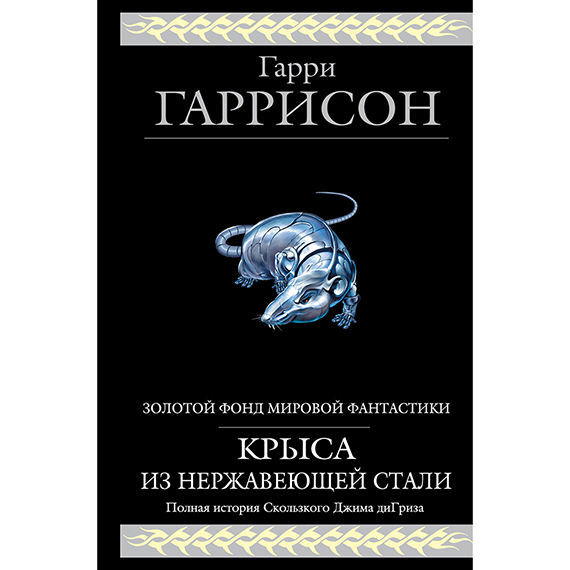 Гарри
ГАРРИСОН
ЗОЛОТОЙ ФОНД МИРОВОЙ ФАНТАСТИКИ
КРЫСА
ИЗ НЕРЖАВЕЮЩЕЙ СТАЛИ
Полная история Скользкого Джима диГриза